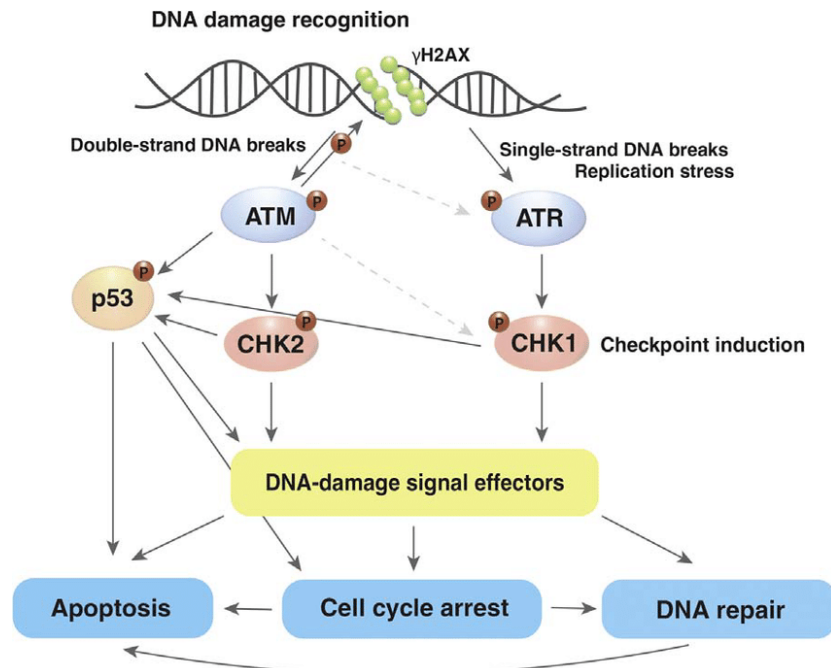 DNA damage recognition
γH2AX
Double-strand DNA breaks
P
Single-strand DNA breaks
Replication stress
ATM
P
P
ATR
p53
P
CHK2
P
P
CHK1
Checkpoint induction
DNA-damage signal effectors
Apoptosis
Cell cycle arrest
DNA repair